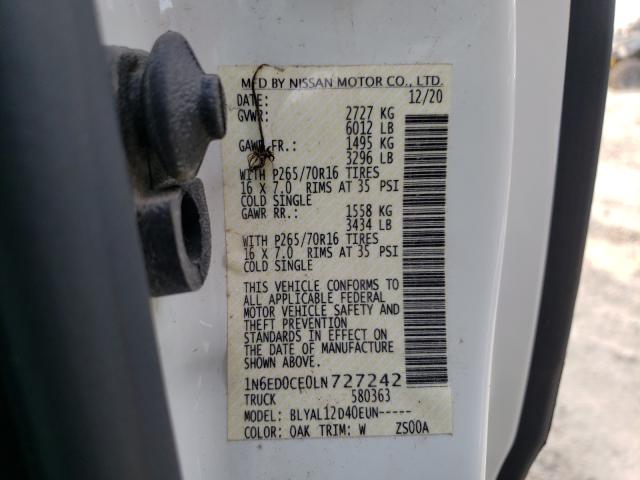 MFD BY NISSAN MOTOR CO., LTD.
DATE: 12/20
GVWR: 2727 KG
6012 LB
GAWR FR.: 1495 KG
3296 LB
WITH P265/70R16 TIRES
16 X 7.0 RIMS AT 35 PSI
COLD SINGLE
GAWR RR.: 1558 KG
3434 LB
WITH P265/70R16 TIRES
16 X 7.0 RIMS AT 35 PSI
COLD SINGLE
THIS VEHICLE CONFORMS TO
ALL APPLICABLE FEDERAL
MOTOR VEHICLE SAFETY AND
THEFT PREVENTION
STANDARDS IN EFFECT ON
THE DATE OF MANUFACTURE
SHOWN ABOVE.
1N6ED0CE0LN727242
TRUCK 580363
MODEL: BLYAL12D40EUN-----
COLOR: QAK TRIM: W ZS00A